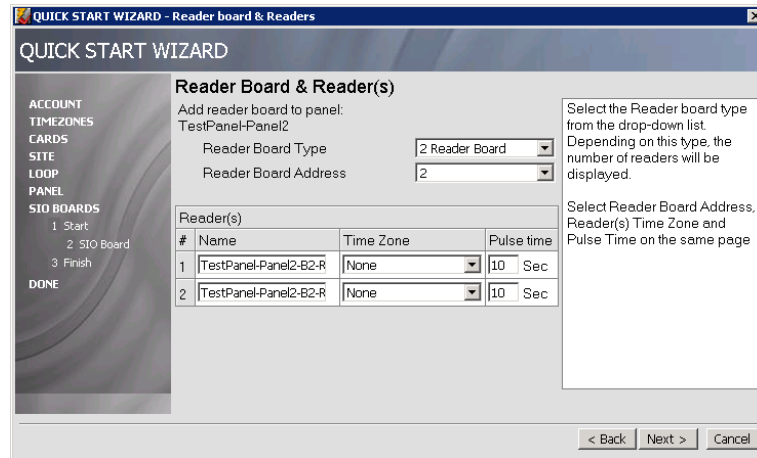 QUICK START WIZARD - Reader board & Readers
QUICK START WIZARD
ACCOUNT
TIMEZONES
CARDS
SITE
LOOP
PANEL
SIO BOARDS
1 Start
2 SIO Board
3 Finish
DONE
Reader Board & Reader(s)
Add reader board to panel:
TestPanel-Panel2
Reader Board Type 2 Reader Board
Reader Board Address 2
Reader(s)
# Name Time Zone Pulse time
1 TestPanel-Panel2-B2-R None 10 Sec
2 TestPanel-Panel2-B2-R None 10 Sec
Select the Reader board type
from the drop-down list.
Depending on this type, the
number of readers will be
displayed.
Select Reader Board Address,
Reader(s) Time Zone and
Pulse Time on the same page
< Back Next > Cancel